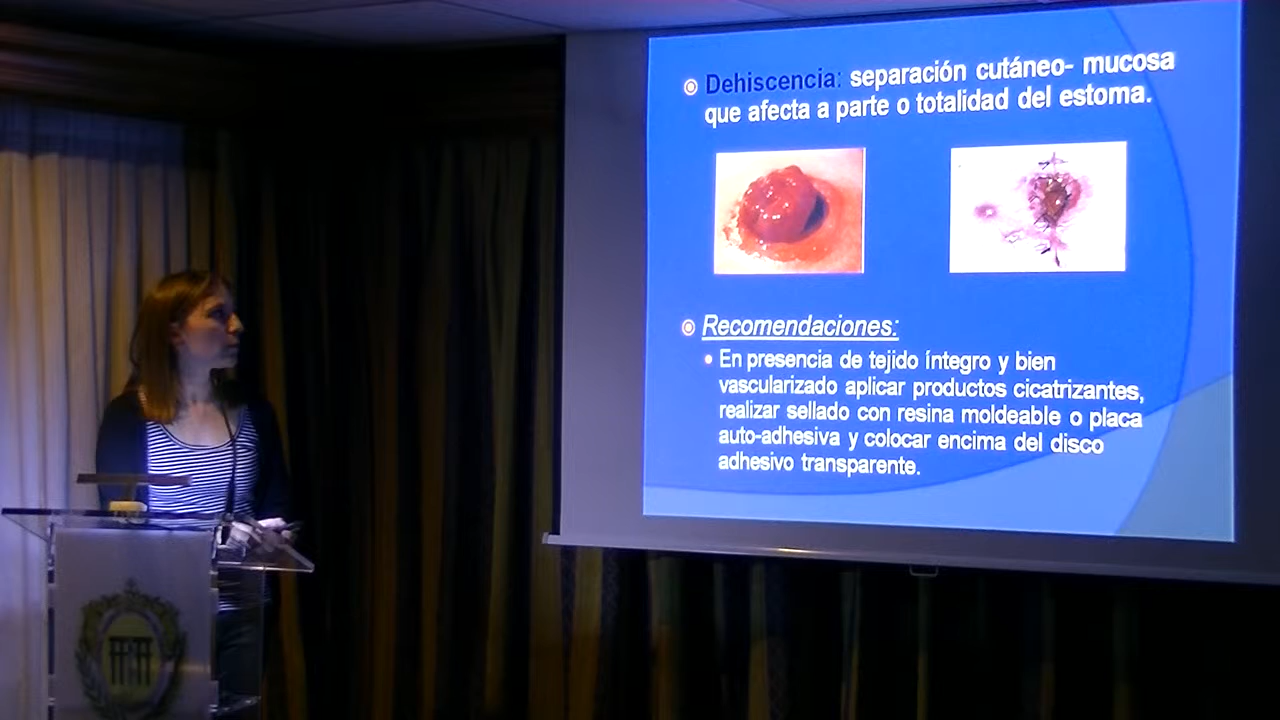 Dehiscencia: separación cutáneo- mucosa
que afecta a parte o totalidad del estoma.
Recomendaciones:
En presencia de tejido íntegro y bien
vascularizado aplicar productos cicatrizantes,
realizar sellado con resina moldeable o placa
auto-adhesiva y colocar encima del disco
adhesivo transparente.